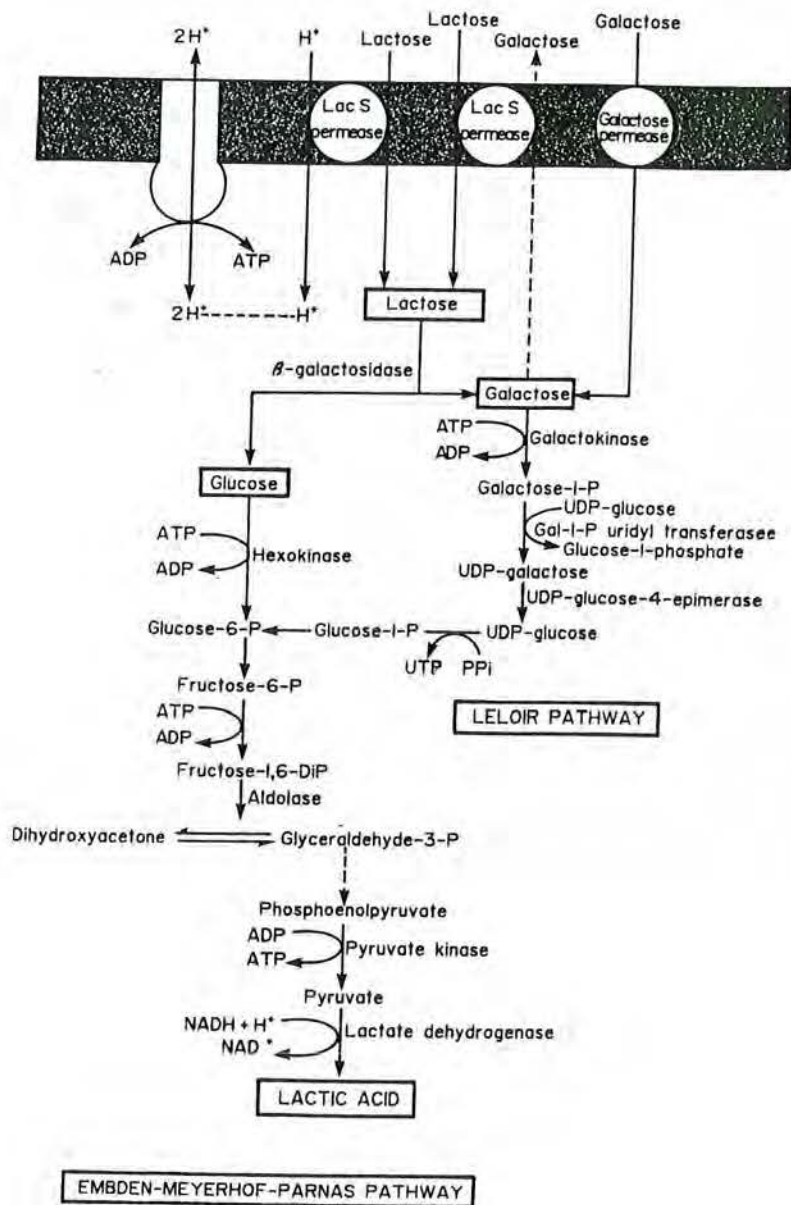 2H+ H+ Lactose Lactose Galactose Galactose
Lac S permease
Lac S permease
Galactose permease
ADP ATP
2H+ H+
Lactose
β-galactosidase
Galactose
ATP
ADP
Galactokinase
Glucose
Galactose-1-P
UDP-glucose
Gal-1-P uridyl transferasee
Glucose-1-phosphate
ATP
ADP
Hexokinase
UDP-galactose
UDP-glucose-4-epimerase
Glucose-6-P Glucose-1-P UDP-glucose
UTP PPi
Fructose-6-P
LELOIR PATHWAY
ATP
ADP
Fructose-1,6-DiP
Aldolase
Dihydroxyacetone Glyceraldehyde-3-P
Phosphoenolpyruvate
ADP
ATP
Pyruvate kinase
Pyruvate
NADH + H+
NAD+
Lactate dehydrogenase
LACTIC ACID
EMBDEN-MEYERHOF-PARNAS PATHWAY